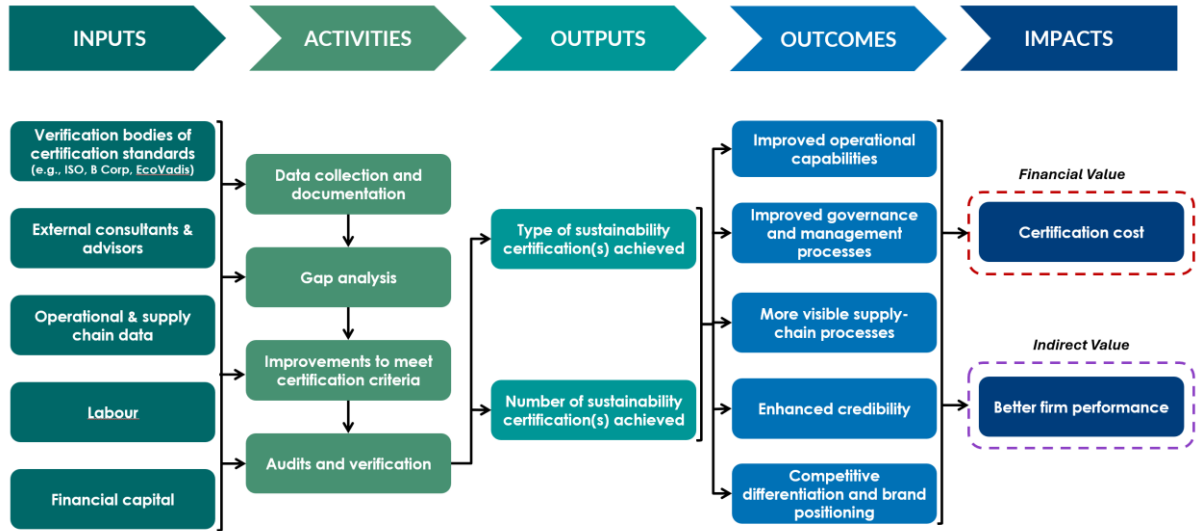 INPUTS
ACTIVITIES
OUTPUTS
OUTCOMES
IMPACTS
Verification bodies of
certification standards
(e.g., ISO, B Corp, EcoVadis)
External consultants &
advisors
Operational & supply
chain data
Labour
Financial capital
Data collection and
documentation
Gap analysis
Improvements to meet
certification criteria
Audits and verification
Type of sustainability
certification(s) achieved
Number of sustainability
certification(s) achieved
Improved operational
capabilities
Improved governance
and management
processes
More visible supply-
chain processes
Enhanced credibility
Competitive
differentiation and brand
positioning
Financial Value
Certification cost
Indirect Value
Better firm performance